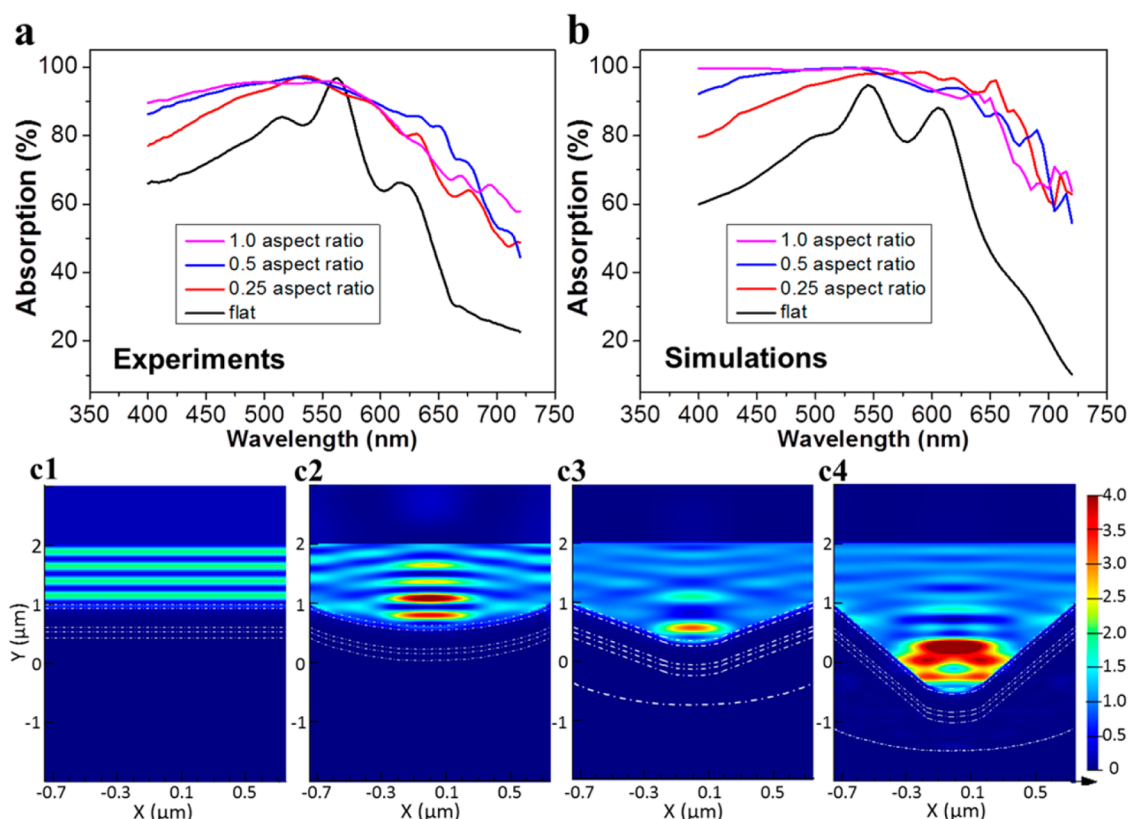 a
100
80
60
40
20
Absorption (%)
1.0 aspect ratio
0.5 aspect ratio
0.25 aspect ratio
flat
Experiments
350 400 450 500 550 600 650 700 750
Wavelength (nm)
b
100
80
60
40
20
Absorption (%)
1.0 aspect ratio
0.5 aspect ratio
0.25 aspect ratio
flat
Simulations
350 400 450 500 550 600 650 700 750
Wavelength (nm)
c1
2
1
0
-1
Y (μm)
-0.7 -0.3 0.1 0.5
X (μm)
c2
2
1
0
-1
-0.7 -0.3 0.1 0.5
X (μm)
c3
2
1
0
-1
-0.7 -0.3 0.1 0.5
X (μm)
c4
2
1
0
-1
-0.7 -0.3 0.1 0.5
X (μm)
4.0
3.0
2.0
1.0
0.5
0